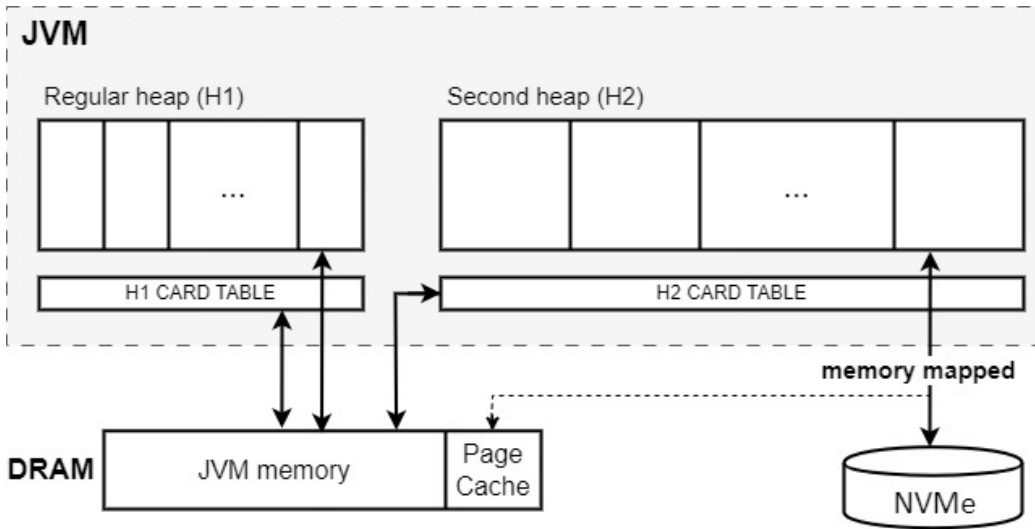 JVM
Regular heap (H1)
Second heap (H2)
...
...
H1 CARD TABLE
H2 CARD TABLE
memory mapped
DRAM
JVM memory
Page
Cache
NVMe